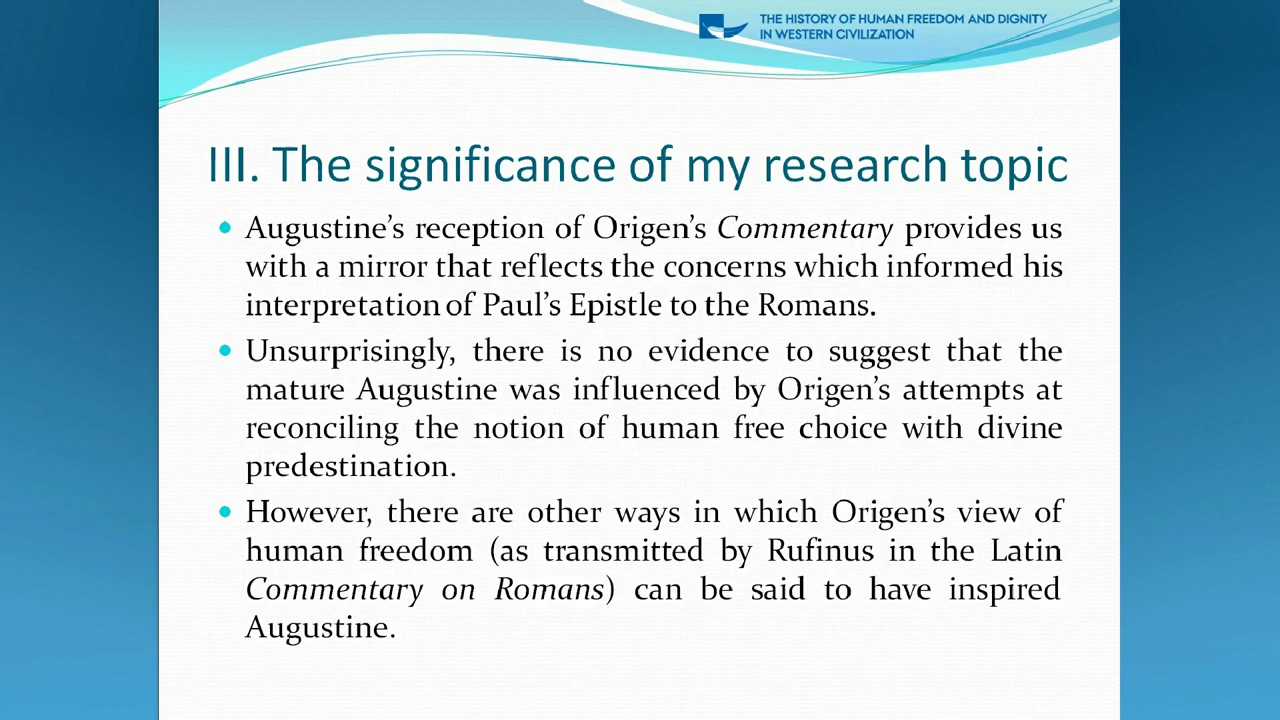 THE HISTORY OF HUMAN FREEDOM AND DIGNITY
IN WESTERN CIVILIZATION
III. The significance of my research topic
• Augustine’s reception of Origen’s Commentary provides us
with a mirror that reflects the concerns which informed his
interpretation of Paul’s Epistle to the Romans.
• Unsurprisingly, there is no evidence to suggest that the
mature Augustine was influenced by Origen’s attempts at
reconciling the notion of human free choice with divine
predestination.
• However, there are other ways in which Origen’s view of
human freedom (as transmitted by Rufinus in the Latin
Commentary on Romans) can be said to have inspired
Augustine.